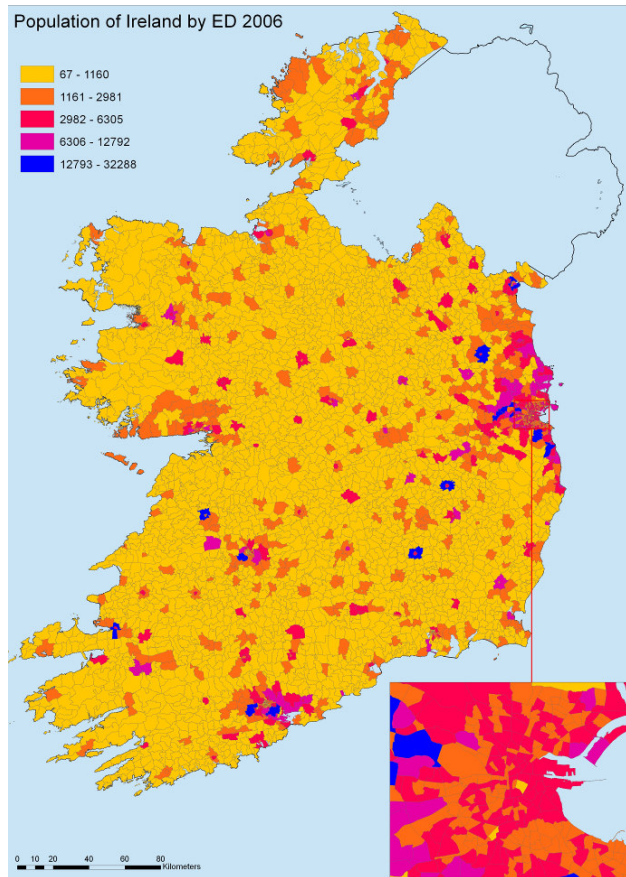 Population of Ireland by ED 2006
67 - 1160
1161 - 2981
2982 - 6305
6306 - 12792
12793 - 32288
0 10 20 40 60 80
Kilometers